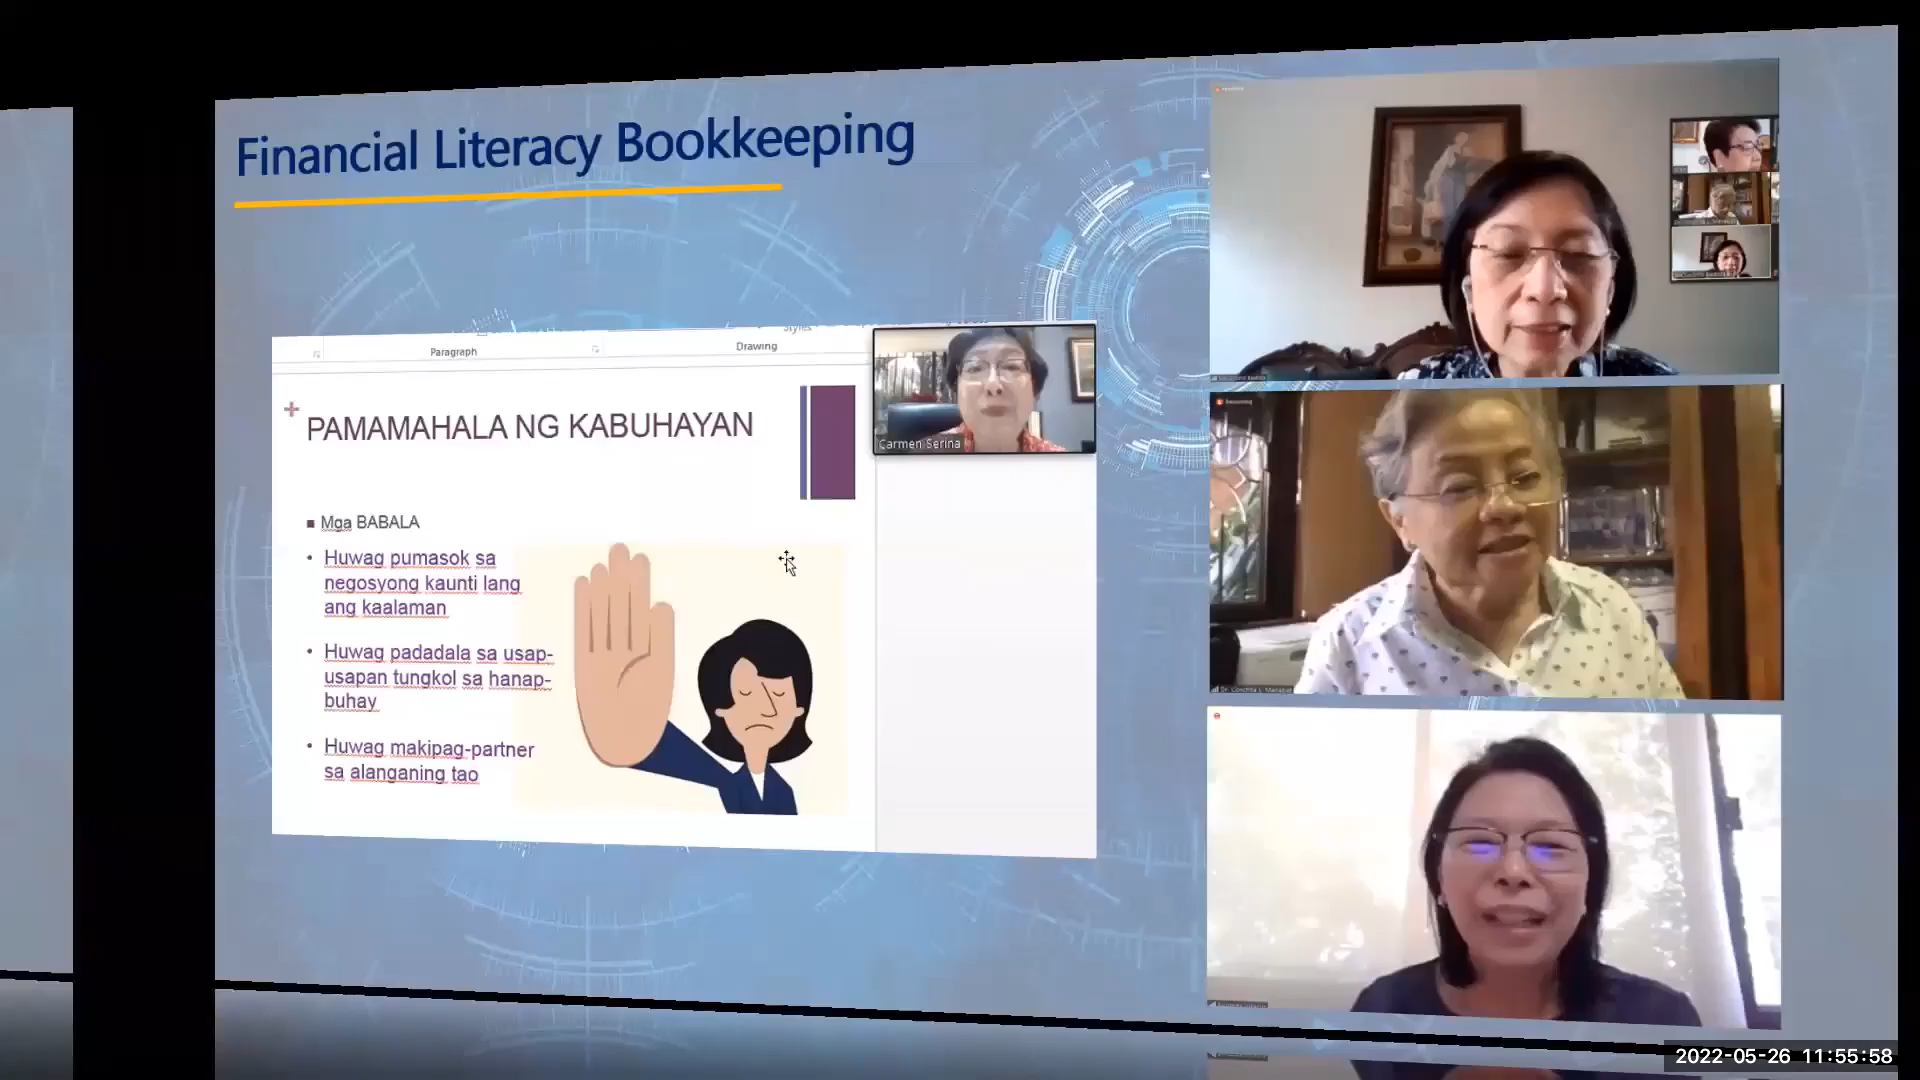 Financial Literacy Bookkeeping
Styles
Paragraph
Drawing
PAMAMAHALA NG KABUHAYAN
Carmen Serina
Mga BABALA
Huwag pumasok sa
negosyong kaunti lang
ang kaalaman
Huwag padadala sa usap-
usapan tungkol sa hanap-
buhay
Huwag makipag-partner
sa alanganing tao
2022-05-26 11:55:58